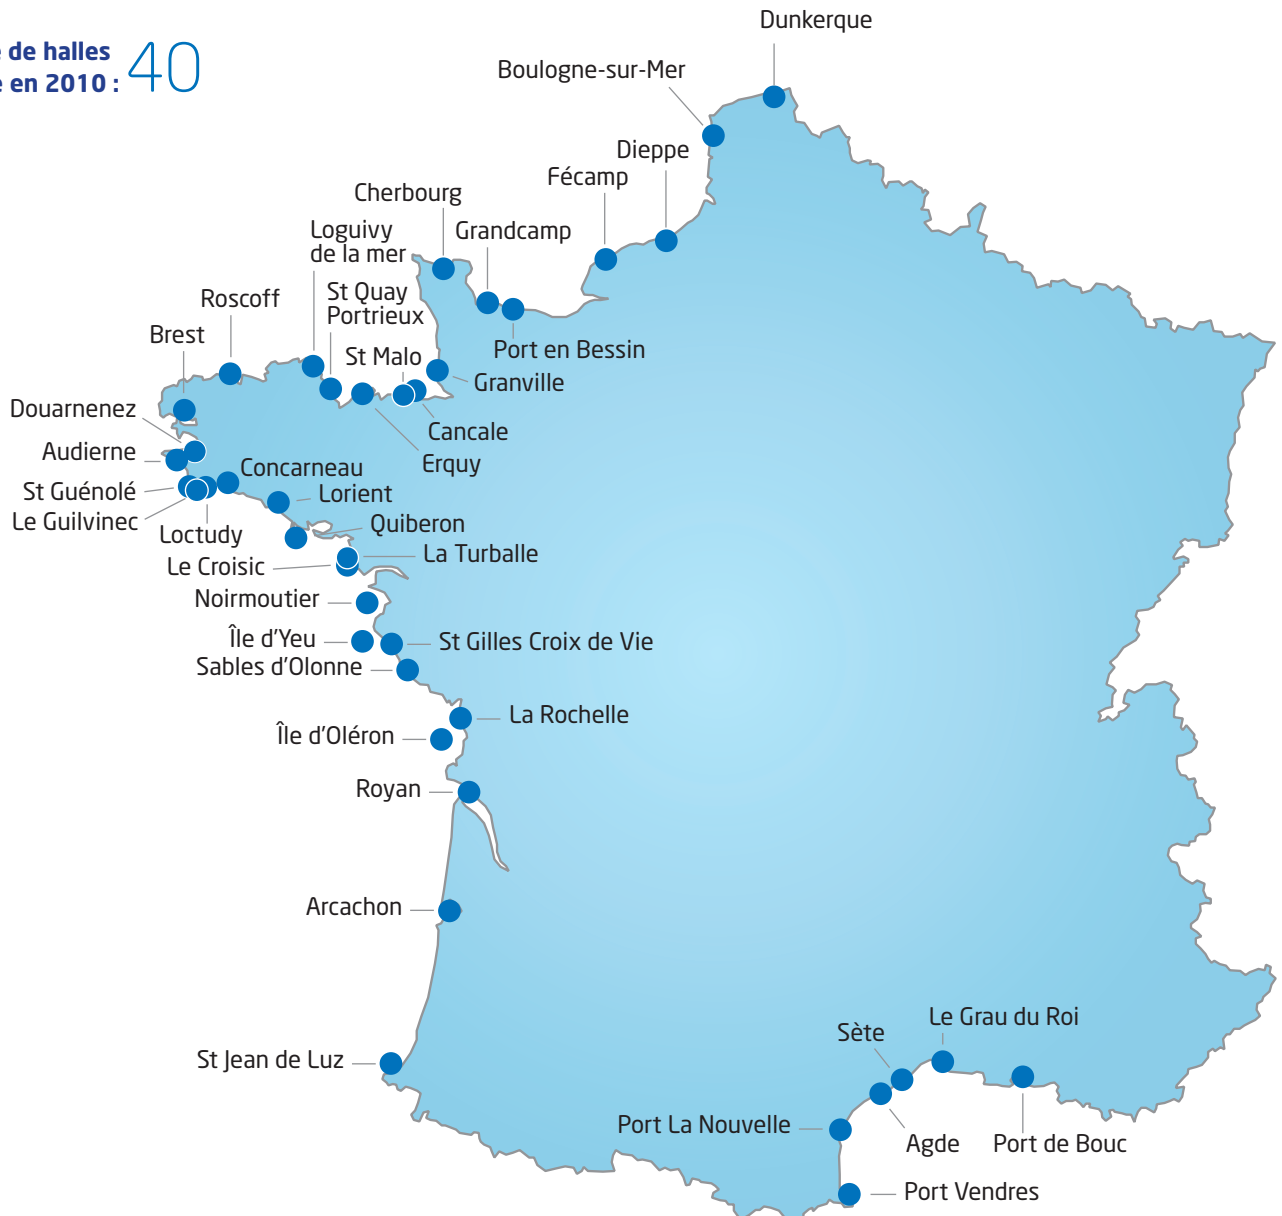 de halles
en 2010 : 40
Dunkerque
Boulogne-sur-Mer
Dieppe
Fécamp
Cherbourg
Grandcamp
Loguivy
de la mer
St Quay
Portrieux
Roscoff
Brest
St Malo
Port en Bessin
Granville
Cancale
Erquy
Douarnenez
Audierne
St Guénolé
Le Guilvinec
Loctudy
Concarneau
Lorient
Quiberon
La Turballe
Le Croisic
Noirmoutier
Île d'Yeu
St Gilles Croix de Vie
Sables d'Olonne
La Rochelle
Île d'Oléron
Royan
Arcachon
St Jean de Luz
Le Grau du Roi
Sète
Port La Nouvelle
Agde
Port de Bouc
Port Vendres